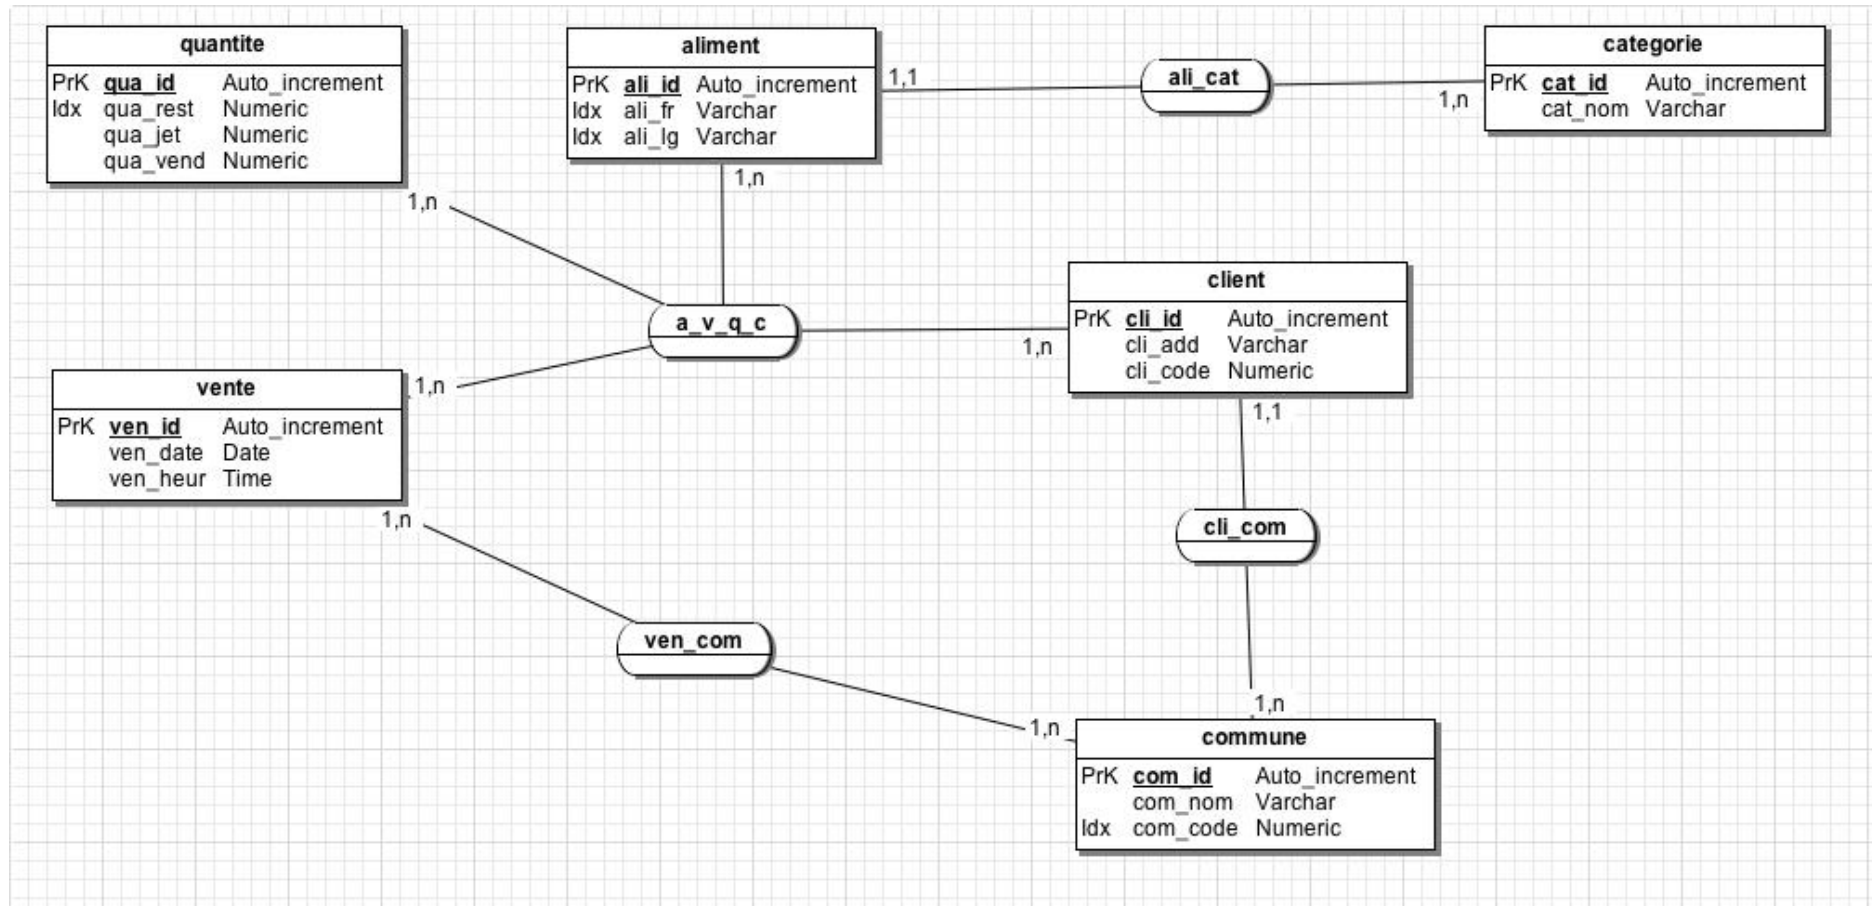 quantite
PrK qua_id Auto_increment
Idx qua_rest Numeric
qua_jet Numeric
qua_vend Numeric
1,n
aliment
PrK ali_id Auto_increment
Idx ali_fr Varchar
Idx ali_lg Varchar
1,1
1,n
ali_cat
1,n
categorie
PrK cat_id Auto_increment
cat_nom Varchar
a_v_q_c
1,n
client
PrK cli_id Auto_increment
cli_add Varchar
cli_code Numeric
1,1
vente
PrK ven_id Auto_increment
ven_date Date
ven_heur Time
1,n
1,n
cli_com
ven_com
1,n
1,n
commune
PrK com_id Auto_increment
com_nom Varchar
Idx com_code Numeric